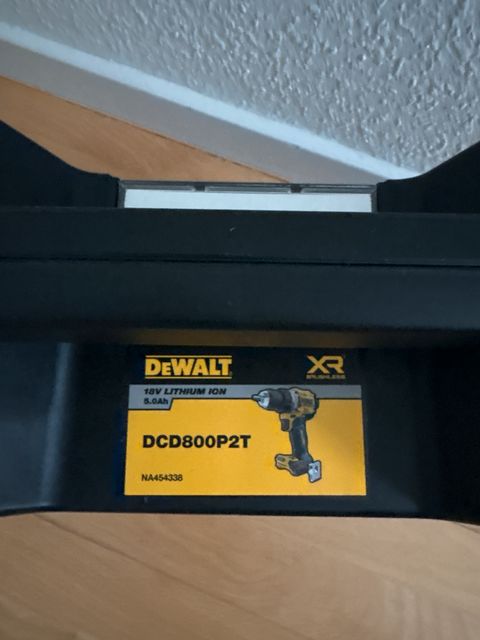 DEWALT
XR
BRUSHLESS
18V LITHIUM ION
5.0Ah
DCD800P2T
NA454338